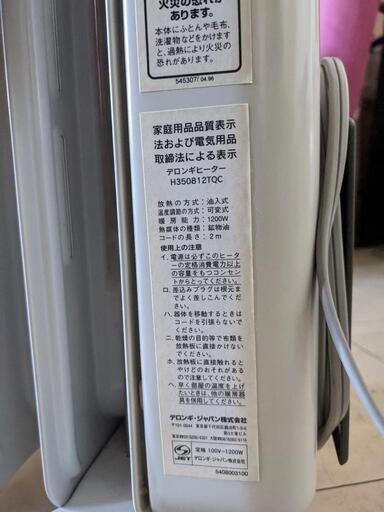 火災の恐れが
あります。
本体にふとんや毛布、
洗濯物などをかけます
と、過熱により火災の
恐れがあります。
545307/ 04.96
家庭用品品質表示
法および電気用品
取締法による表示
デロンギヒーター
H350812TQC
放熱の方式：油入式
温度調節の方式：可変式
暖房能力：1200W
熱媒体の種類：鉱物油
コードの長さ：2m
使用上の注意
イ．電源は必ずこのヒータ
ーの定格消費電力以上
の容量をもつコンセント
からとってください。
ロ．差込みプラグは根元ま
でよく差しこんでくだ
さい。
ハ．器体を移動するときは
コードを引張らないで
ください。
ニ．乾燥の目的等で衣服を
放熱板に直接かけない
でください。
ホ．放熱板に直接触れると
やけどのおそれがある
ので注意してください。
ヘ．早く部屋の温度を上げ
たいときは、他の暖房器
具を併用してください。
デロンギ・ジャパン株式会社
JET
定格 100V-1200W
デロンギ・ジャパン株式会社
5408003100